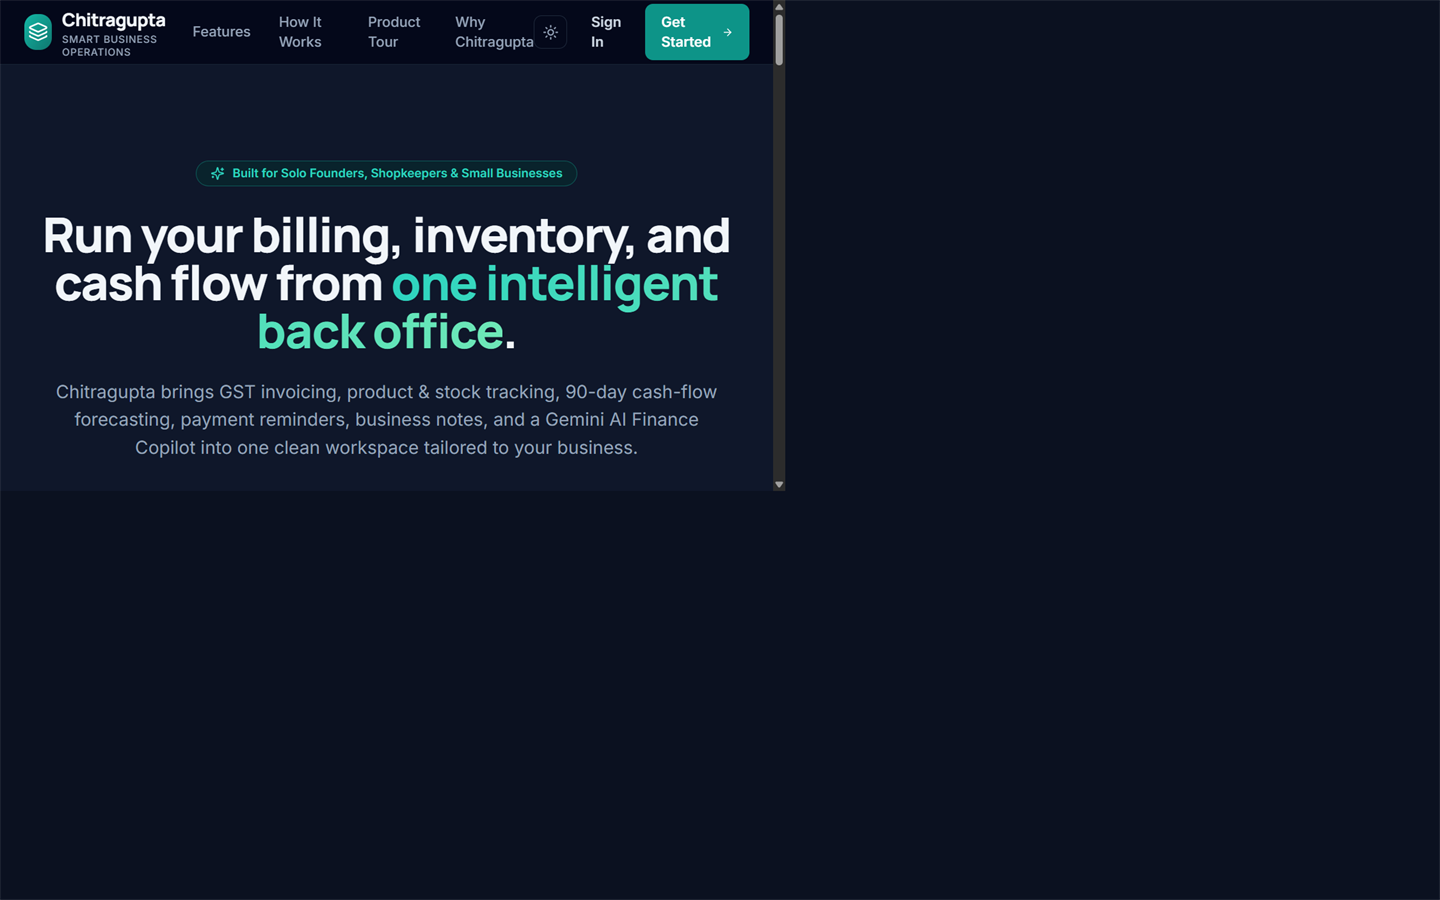 Chitragupta
SMART BUSINESS
OPERATIONS
Features
How It
Works
Product
Tour
Why
Chitragupta
Sign
In
Get
Started
Built for Solo Founders, Shopkeepers & Small Businesses
Run your billing, inventory, and
cash flow from one intelligent
back office.
Chitragupta brings GST invoicing, product & stock tracking, 90-day cash-flow
forecasting, payment reminders, business notes, and a Gemini AI Finance
Copilot into one clean workspace tailored to your business.